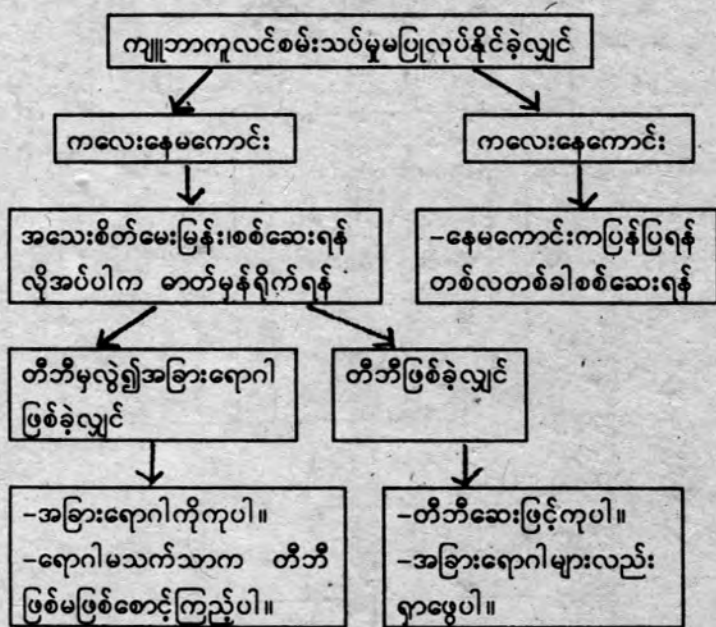 ကျူဘာကူလင်စမ်းသပ်မှုမပြုလုပ်နိုင်ခဲ့လျှင်
ကလေးနေမကောင်း
ကလေးနေကောင်း
အသေးစိတ်မေးမြန်း၊စစ်ဆေးရန်
လိုအပ်ပါက ဓာတ်မှန်ရိုက်ရန်
–နေမကောင်းကပြန်ပြရန်
တစ်လတစ်ခါစစ်ဆေးရန်
တီဘီမှလွဲ၍အခြားရောဂါ
ဖြစ်ခဲ့လျှင်
တီဘီဖြစ်ခဲ့လျှင်
–အခြားရောဂါကိုကုပါ။
–ရောဂါမသက်သာက တီဘီ
ဖြစ်မဖြစ်စောင့်ကြည့်ပါ။
–တီဘီဆေးဖြင့်ကုပါ။
–အခြားရောဂါများလည်း
ရှာဖွေပါ။